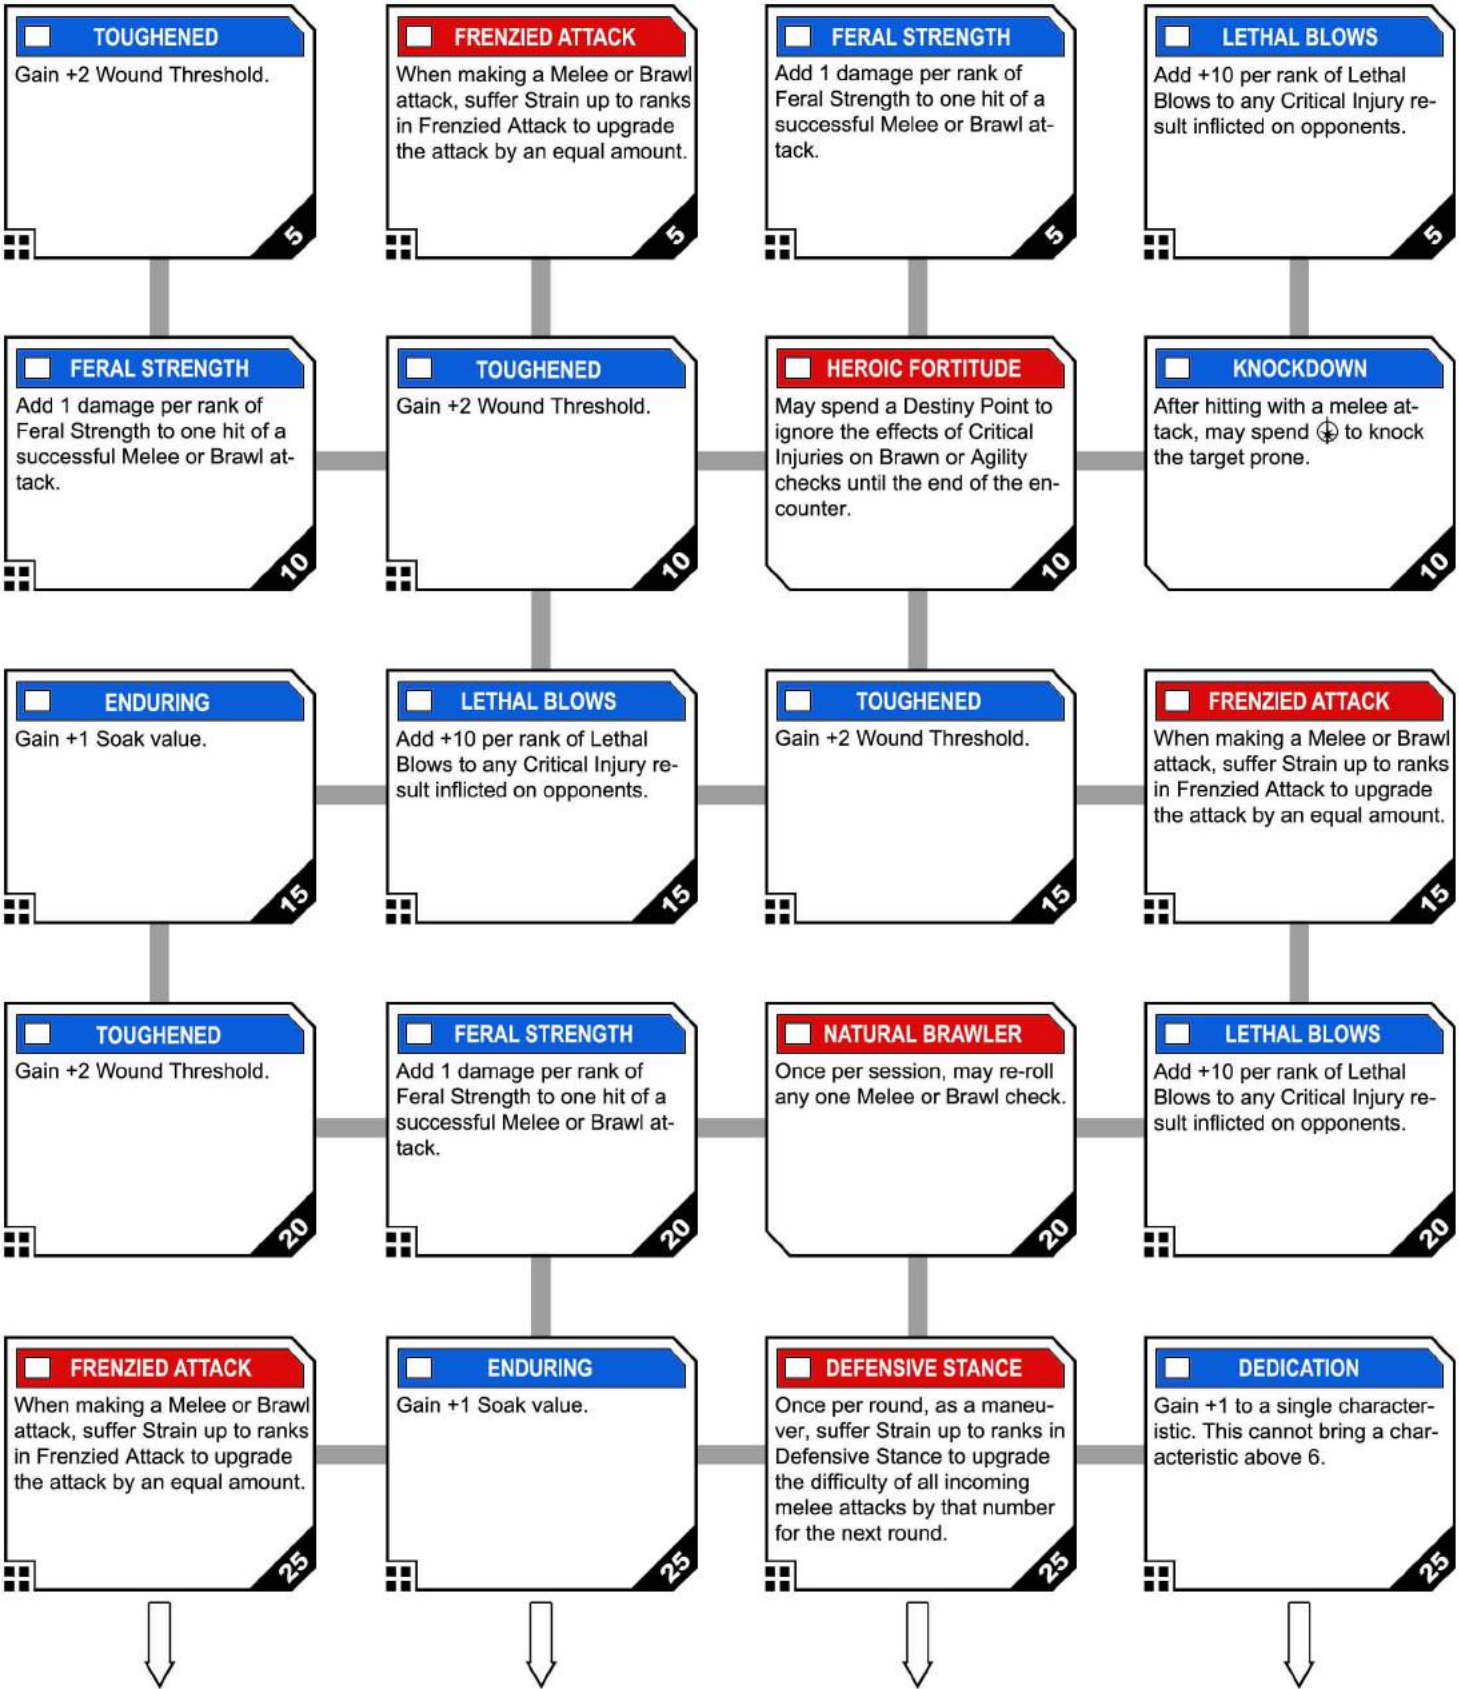 TOUGHENED
Gain +2 Wound Threshold.
5
FRENZIED ATTACK
When making a Melee or Brawl
attack, suffer Strain up to ranks
in Frenzied Attack to upgrade
the attack by an equal amount.
5
FERAL STRENGTH
Add 1 damage per rank of
Feral Strength to one hit of a
successful Melee or Brawl at-
tack.
5
LETHAL BLOWS
Add +10 per rank of Lethal
Blows to any Critical Injury re-
sult inflicted on opponents.
5
FERAL STRENGTH
Add 1 damage per rank of
Feral Strength to one hit of a
successful Melee or Brawl at-
tack.
10
TOUGHENED
Gain +2 Wound Threshold.
10
HEROIC FORTITUDE
May spend a Destiny Point to
ignore the effects of Critical
Injuries on Brawn or Agility
checks until the end of the en-
counter.
10
KNOCKDOWN
After hitting with a melee at-
tack, may spend to knock
the target prone.
10
ENDURING
Gain +1 Soak value.
15
LETHAL BLOWS
Add +10 per rank of Lethal
Blows to any Critical Injury re-
sult inflicted on opponents.
15
TOUGHENED
Gain +2 Wound Threshold.
15
FRENZIED ATTACK
When making a Melee or Brawl
attack, suffer Strain up to ranks
in Frenzied Attack to upgrade
the attack by an equal amount.
15
TOUGHENED
Gain +2 Wound Threshold.
20
FERAL STRENGTH
Add 1 damage per rank of
Feral Strength to one hit of a
successful Melee or Brawl at-
tack.
20
NATURAL BRAWLER
Once per session, may re-roll
any one Melee or Brawl check.
20
LETHAL BLOWS
Add +10 per rank of Lethal
Blows to any Critical Injury re-
sult inflicted on opponents.
20
FRENZIED ATTACK
When making a Melee or Brawl
attack, suffer Strain up to ranks
in Frenzied Attack to upgrade
the attack by an equal amount.
25
ENDURING
Gain +1 Soak value.
25
DEFENSIVE STANCE
Once per round, as a maneu-
ver, suffer Strain up to ranks in
Defensive Stance to upgrade
the difficulty of all incoming
melee attacks by that number
for the next round.
25
DEDICATION
Gain +1 to a single character-
istic. This cannot bring a char-
acteristic above 6.
25